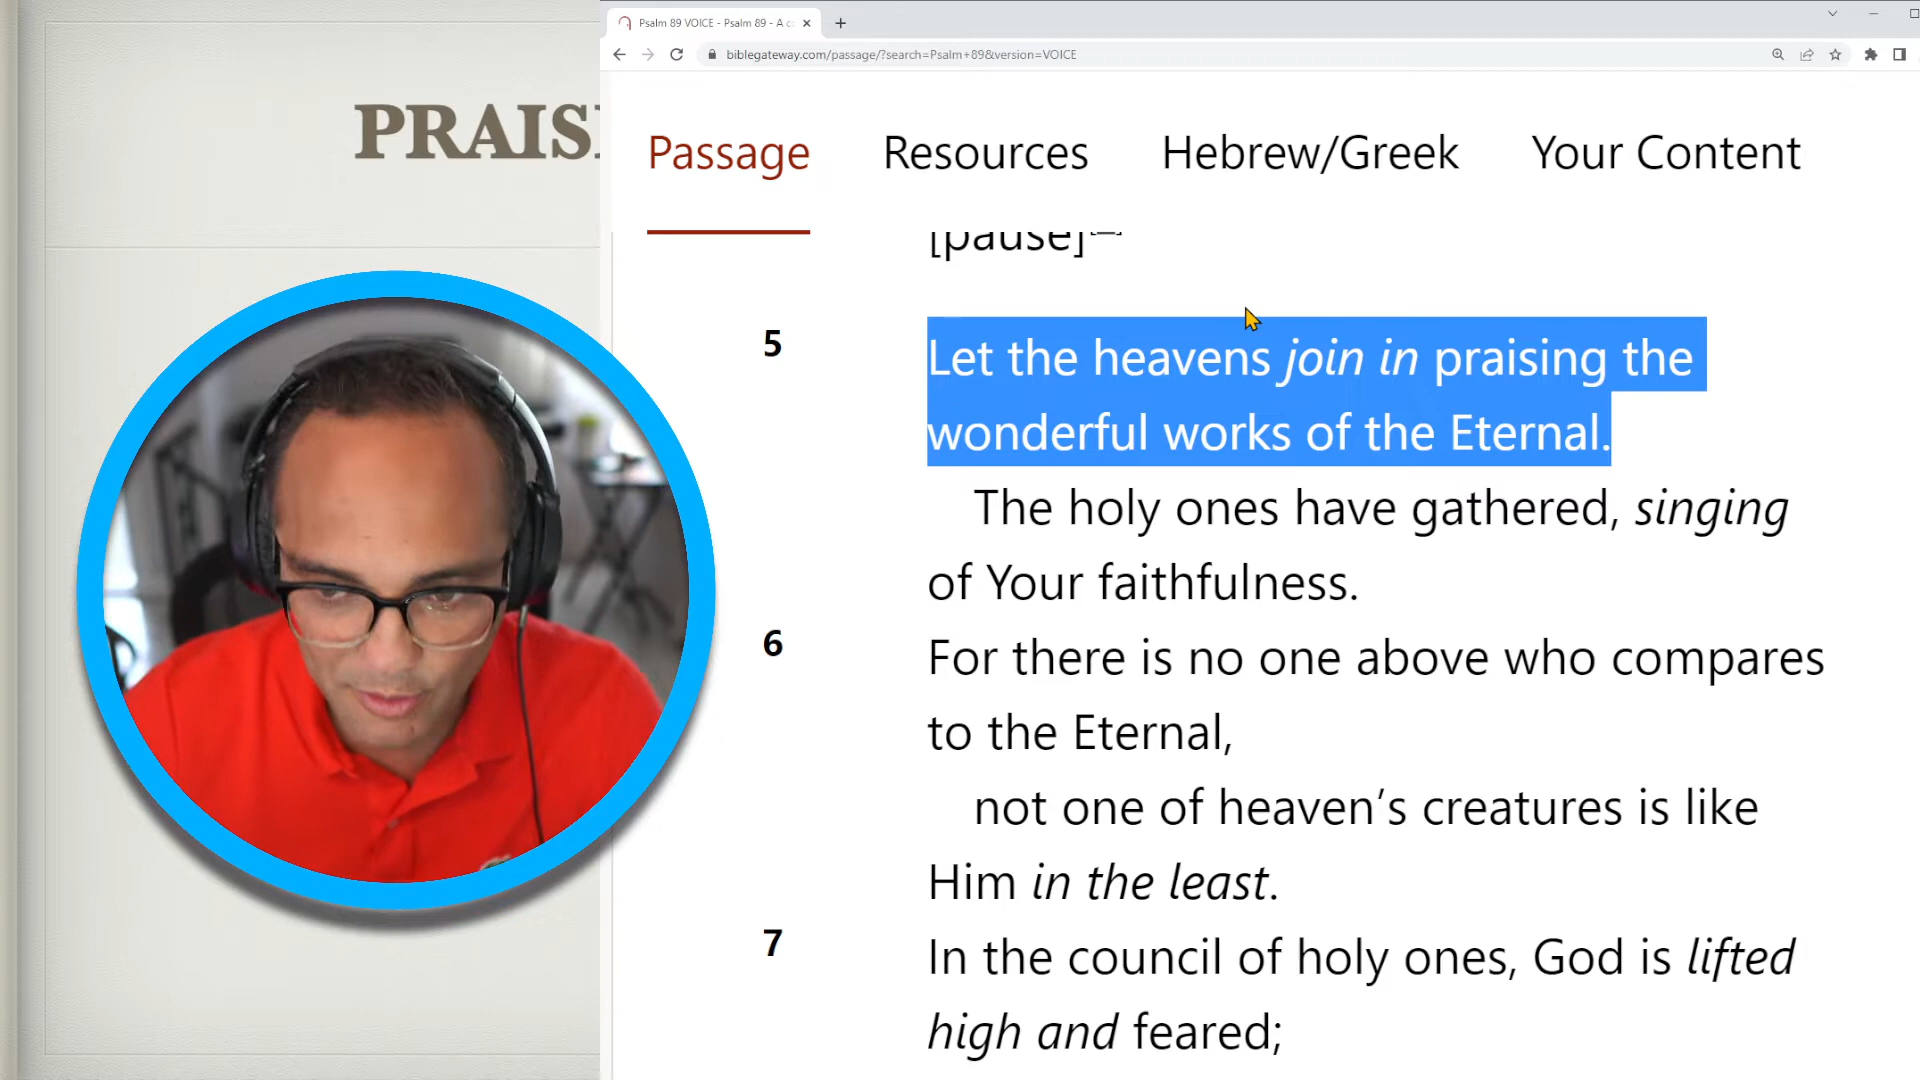 Psalm 89 VOICE - Psalm 89 - A c
biblegateway.com/passage/?search=Psalm+89&version=VOICE
PRAIS
Passage Resources Hebrew/Greek Your Content
[pause]
5 Let the heavens join in praising the
wonderful works of the Eternal.
The holy ones have gathered, singing
of Your faithfulness.
6 For there is no one above who compares
to the Eternal,
not one of heaven’s creatures is like
Him in the least.
7 In the council of holy ones, God is lifted
high and feared;